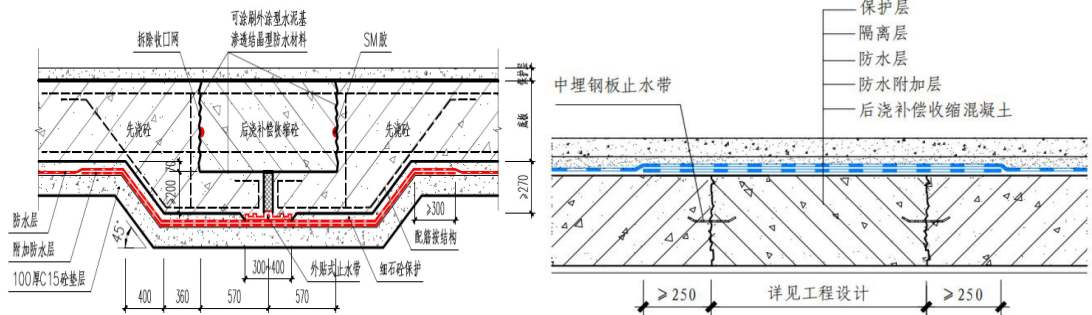 可涂刷外涂型水泥基
渗透结晶型防水材料
拆除收口网
SM胶
保护层
先浇砼
后浇补偿收缩砼
先浇砼
底板
70
≥200
≥270
≥300
防水层
附加防水层
100厚C15砼垫层
45°
300~400
外贴式止水带
细石砼保护
配筋按结构
400
360
570
570
保护层
隔离层
防水层
防水附加层
后浇补偿收缩混凝土
中埋钢板止水带
≥250
详见工程设计
≥250